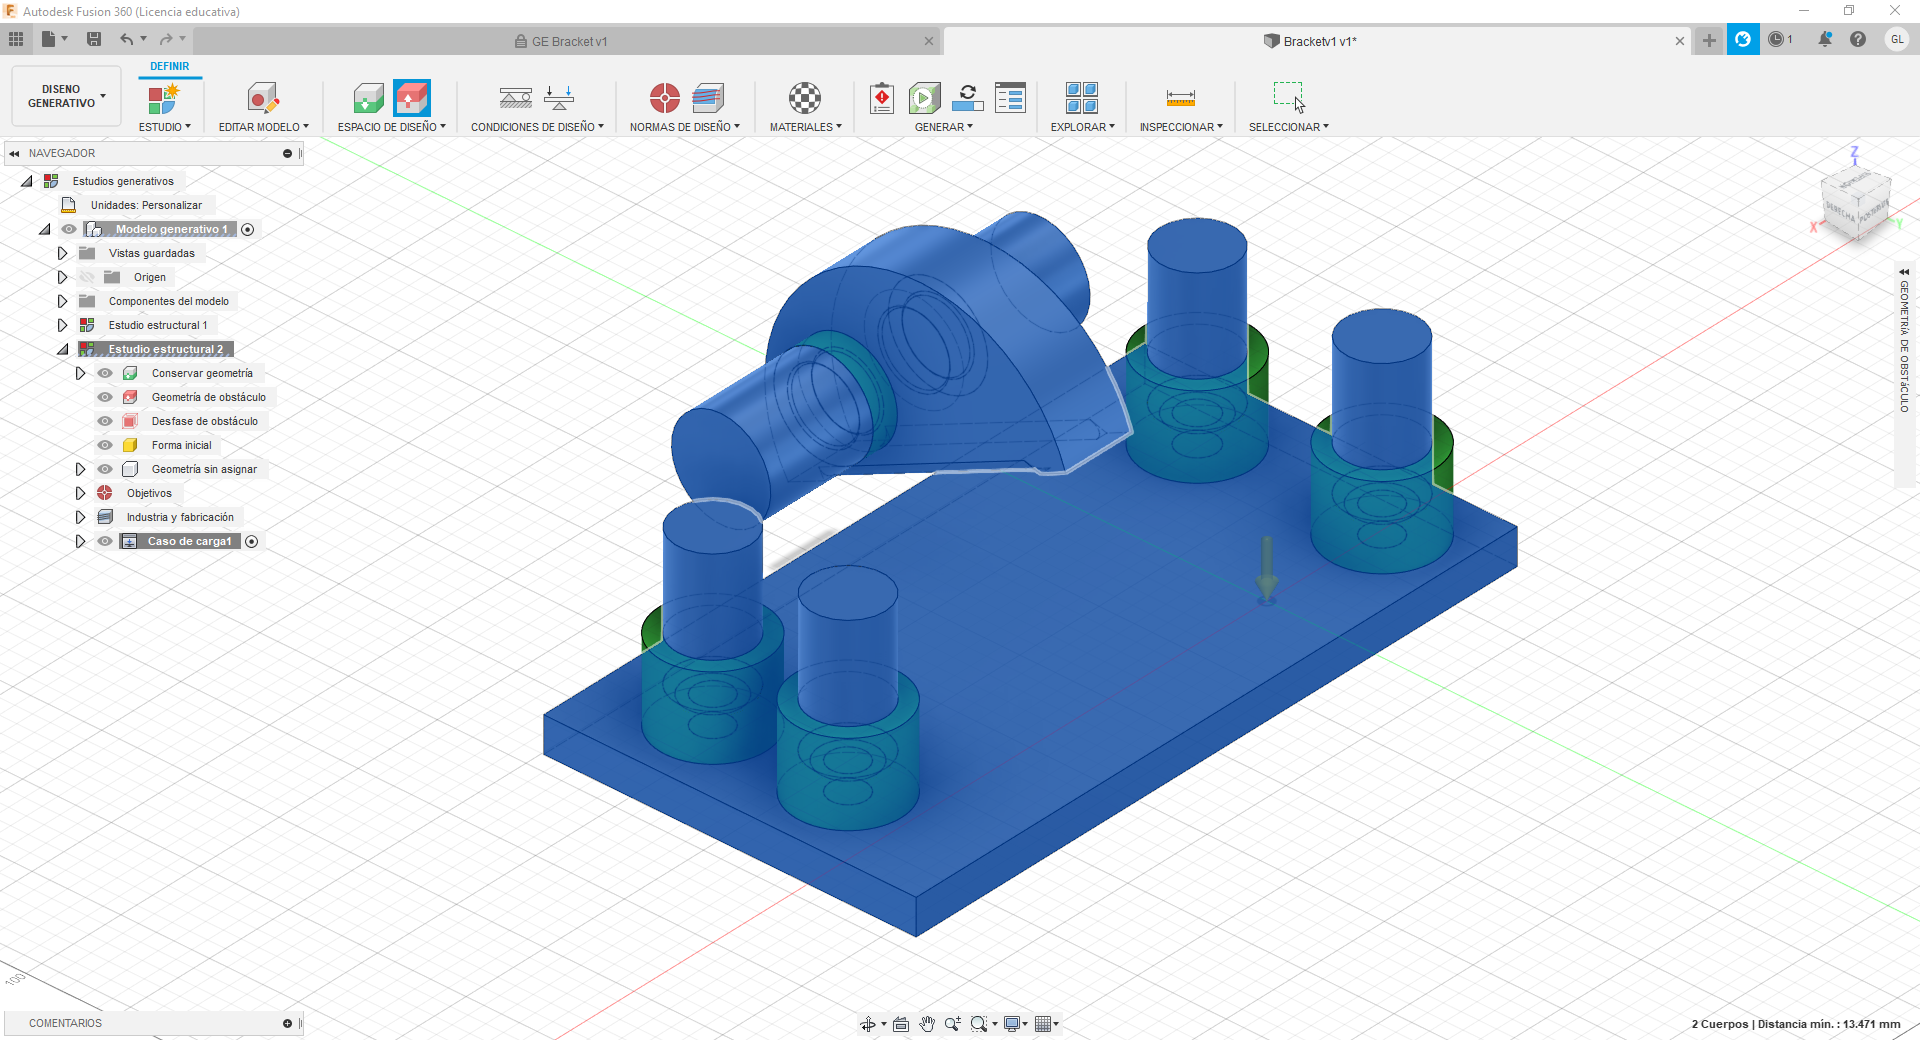 Autodesk Fusion 360 (Licencia educativa)
GE Bracket v1
Bracketv1 v1*
1
GL
DISENO
GENERATIVO
DEFINIR
ESTUDIO
EDITAR MODELO
ESPACIO DE DISEÑO
CONDICIONES DE DISEÑO
NORMAS DE DISEÑO
MATERIALES
GENERAR
EXPLORAR
INSPECCIONAR
SELECCIONAR
NAVEGADOR
Estudios generativos
Unidades: Personalizar
Modelo generativo 1
Vistas guardadas
Origen
Componentes del modelo
Estudio estructural 1
Estudio estructural 2
Conservar geometría
Geometría de obstáculo
Desfase de obstáculo
Forma inicial
Geometría sin asignar
Objetivos
Industria y fabricación
Caso de carga1
Z
X
Y
DERECHA
GEOMETRÍA DE OBSTÁCULO
100
COMENTARIOS
2 Cuerpos | Distancia mín. : 13.471 mm